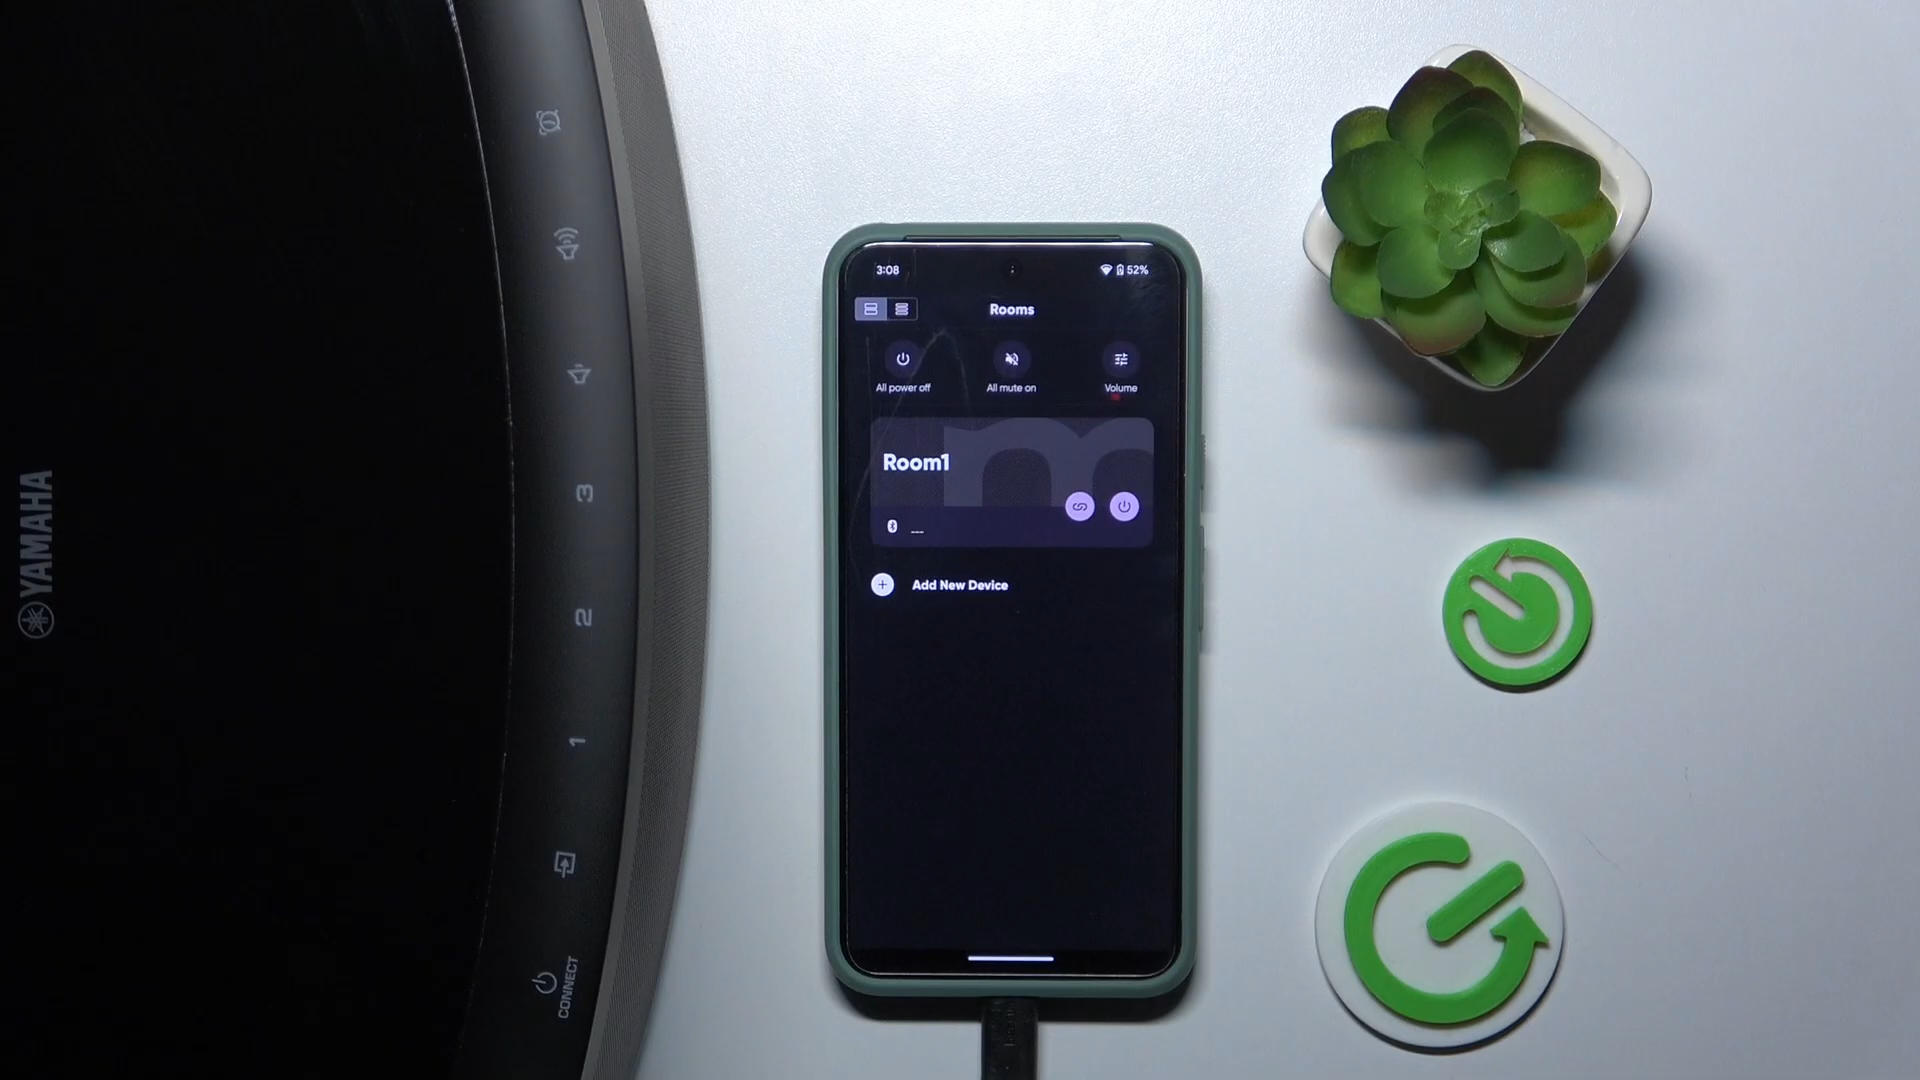 YAMAHA
3
2
1
CONNECT
3:08
52%
Rooms
All power off
All mute on
Volume
Room1
---
Add New Device